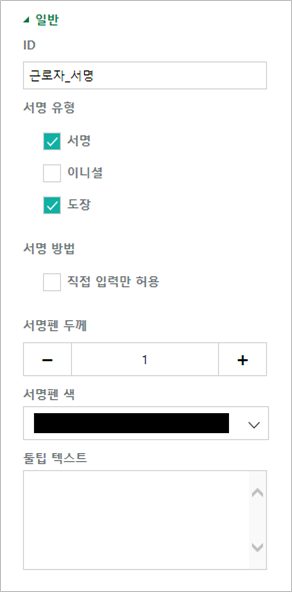 일반
ID
근로자_서명
서명 유형
서명
이니셜
도장
서명 방법
직접 입력만 허용
서명펜 두께
− 1 +
서명펜 색
툴팁 텍스트